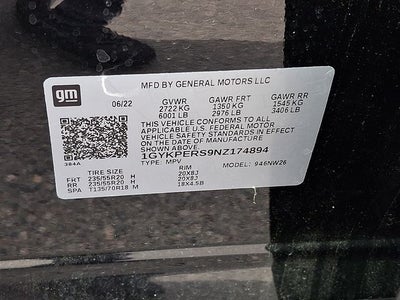 gm
MFD BY GENERAL MOTORS LLC
06/22 GVWR GAWR FRT GAWR RR
2722 KG 1350 KG 1545 KG
6001 LB 2976 LB 3406 LB
THIS VEHICLE CONFORMS TO ALL
APPLICABLE U.S. FEDERAL MOTOR
VEHICLE SAFETY STANDARDS IN EFFECT
ON THE DATE OF MANUFACTURE
SHOWN ABOVE.
1GYKPERS9NZ174894
384A TYPE: MPV MODEL: 946NW26
TIRE SIZE RIM
FRT 235/55R20 H 20X8J
RR 235/55R20 H 20X8J
SPA T135/70R18 M 18X4.5B